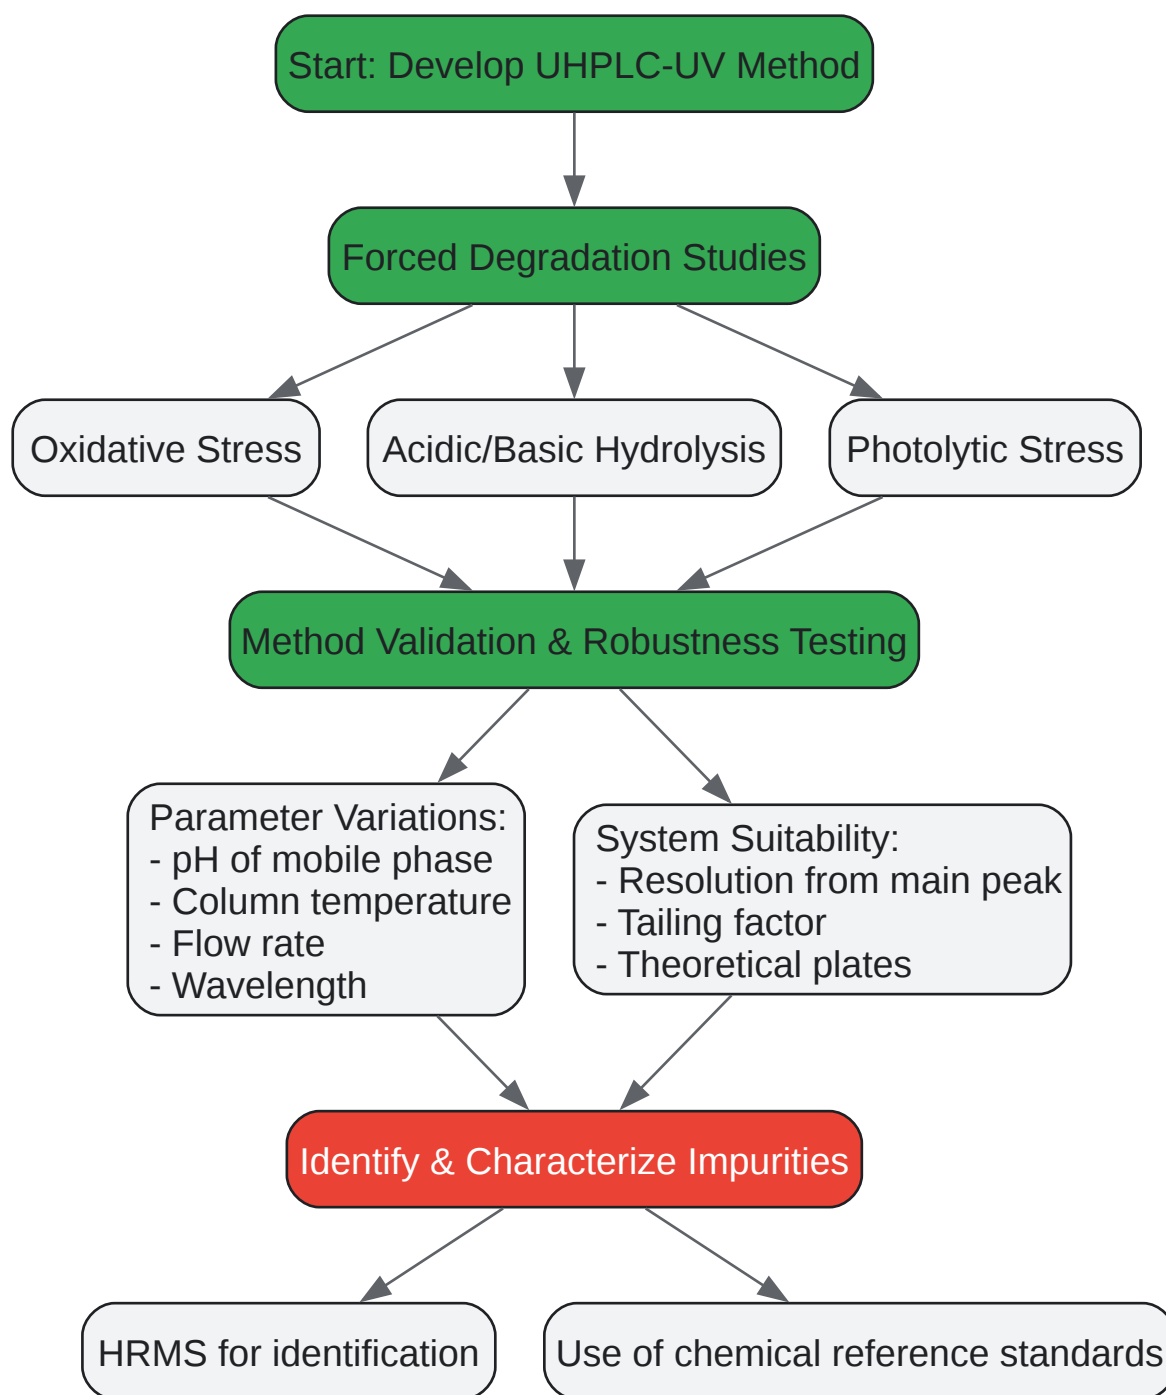 Start: Develop UHPLC-UV Method
Forced Degradation Studies
Oxidative Stress
Acidic/Basic Hydrolysis
Photolytic Stress
Method Validation & Robustness Testing
Parameter Variations:
- pH of mobile phase
- Column temperature
- Flow rate
- Wavelength
System Suitability:
- Resolution from main peak
- Tailing factor
- Theoretical plates
Identify & Characterize Impurities
HRMS for identification
Use of chemical reference standards